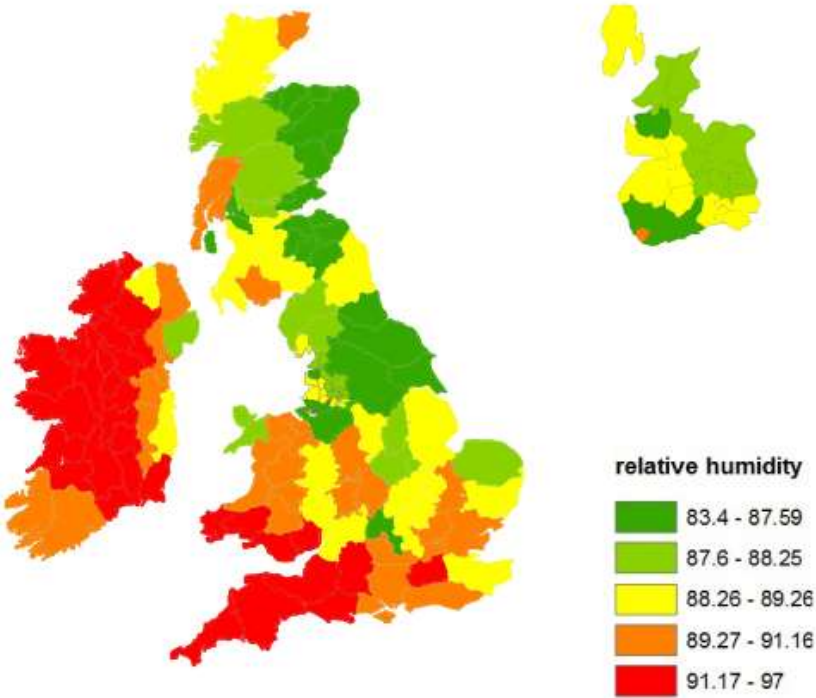 relative humidity
83.4 - 87.59
87.6 - 88.25
88.26 - 89.26
89.27 - 91.16
91.17 - 97